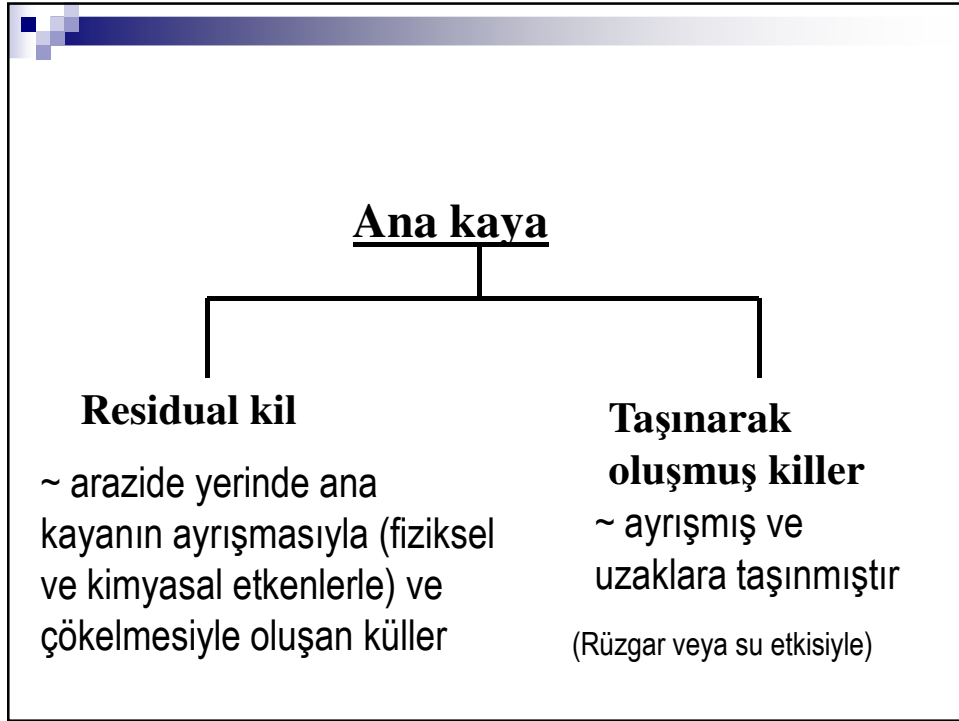 Ana kaya
Residual kil
~ arazide yerinde ana
kayanın ayrışmasıyla (fiziksel
ve kimyasal etkenlerle) ve
çökelmesiyle oluşan küller
Taşınarak
oluşmuş killer
~ ayrışmış ve
uzaklara taşınmıştır
(Rüzgar veya su etkisiyle)